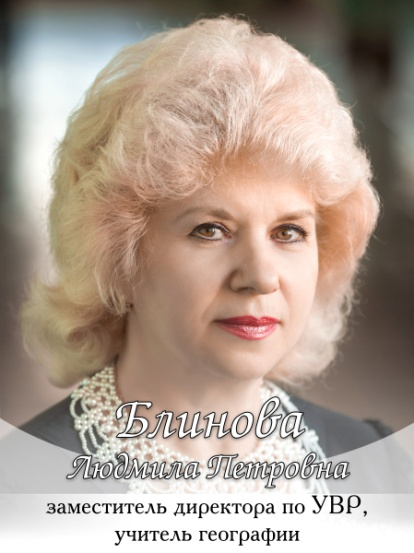 Блинова
Людмила Петровна
заместитель директора по УВР,
учитель географии